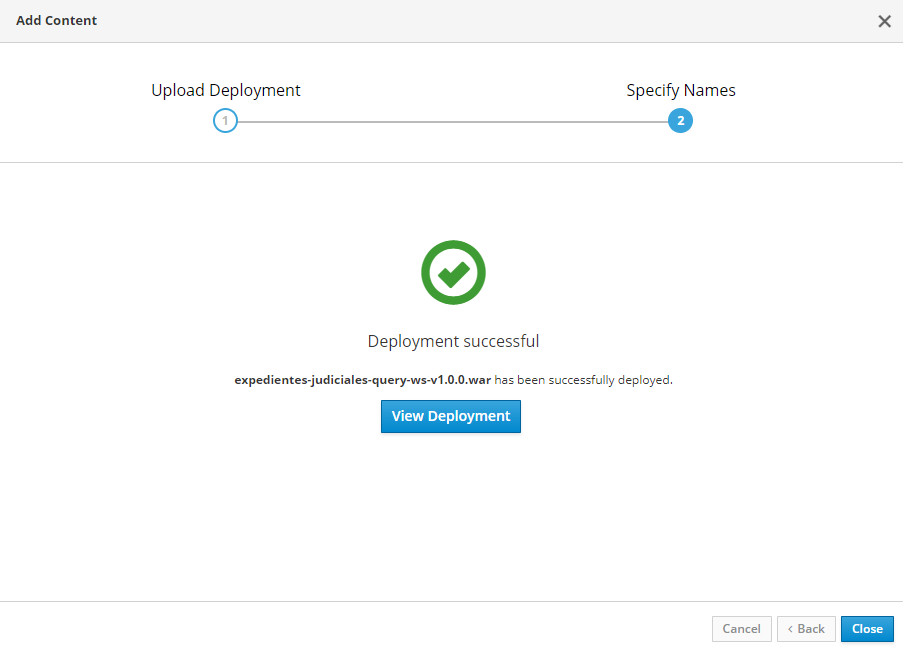 Add Content
Upload Deployment
Specify Names
1
2
Deployment successful
expedientes-judiciales-query-ws-v1.0.0.war has been successfully deployed.
View Deployment
Cancel
‹ Back
Close